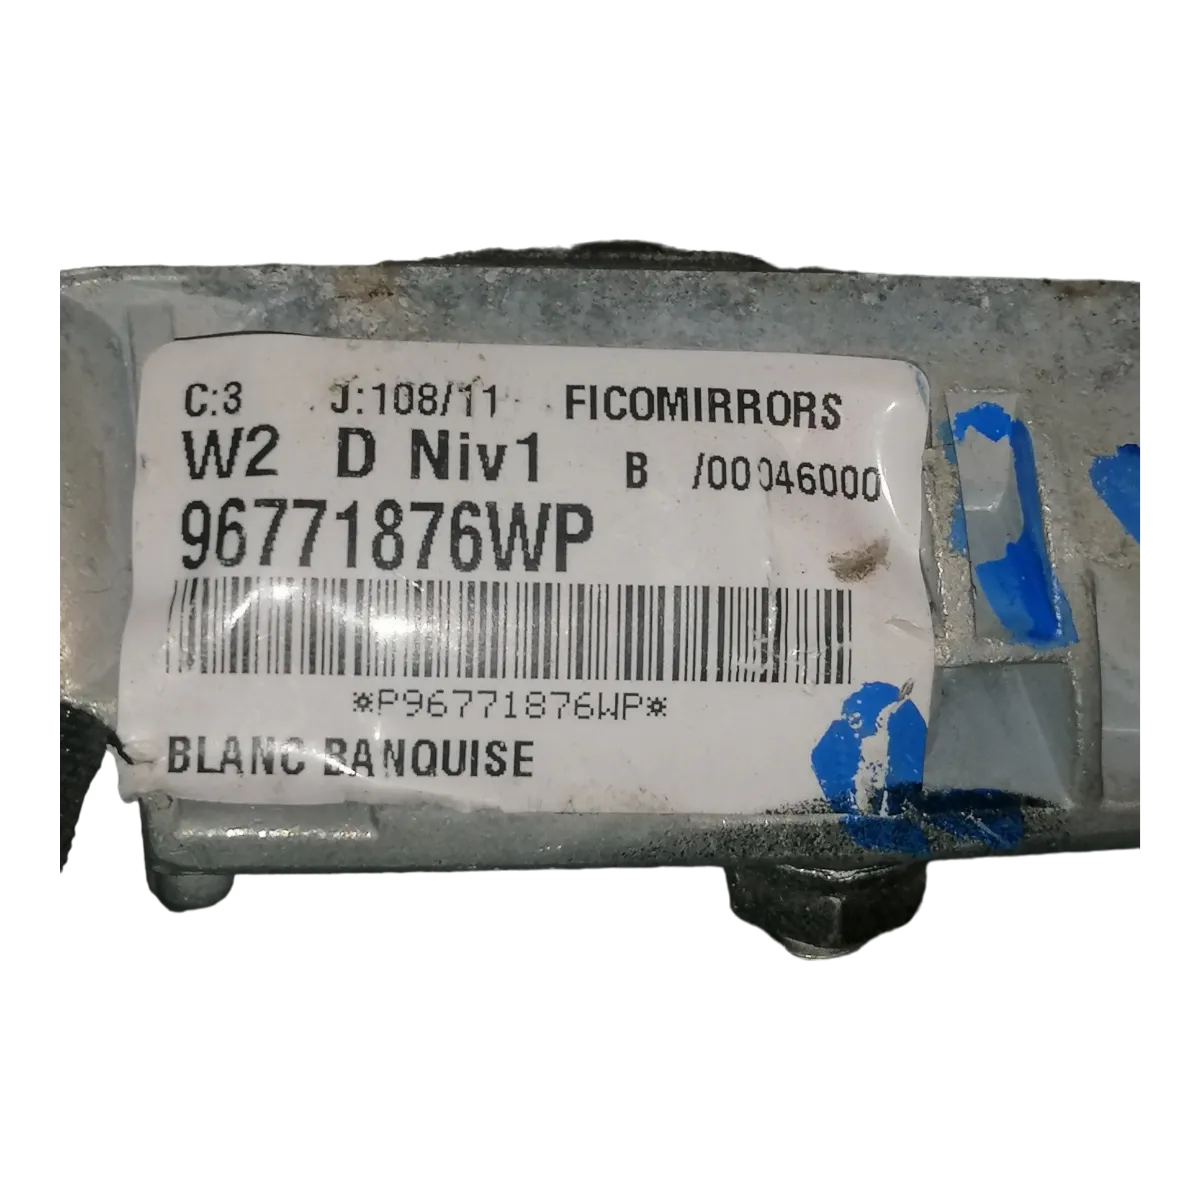 C:3 J:108/11 FICOMIRRORS
W2 D Niv1 B /00046000
96771876WP
*P96771876WP*
BLANC BANQUISE